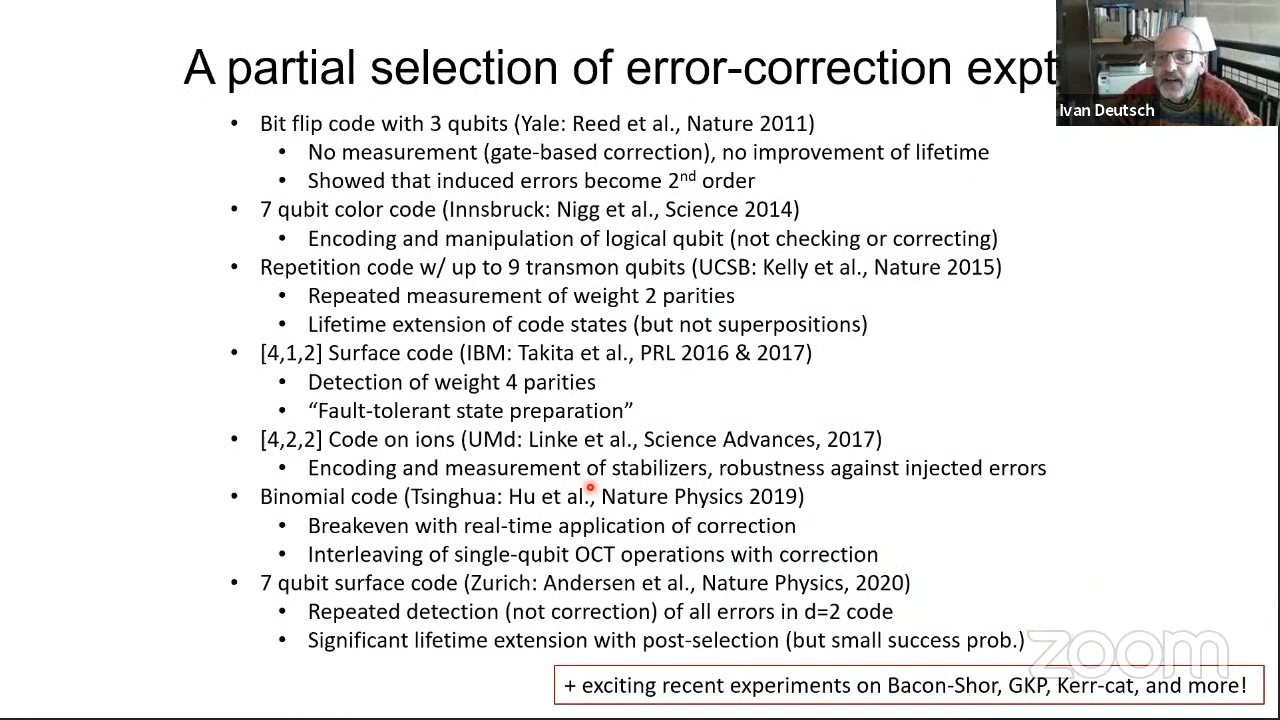 A partial selection of error-correction expt
Ivan Deutsch
• Bit flip code with 3 qubits (Yale: Reed et al., Nature 2011)
• No measurement (gate-based correction), no improvement of lifetime
• Showed that induced errors become 2nd order
• 7 qubit color code (Innsbruck: Nigg et al., Science 2014)
• Encoding and manipulation of logical qubit (not checking or correcting)
• Repetition code w/ up to 9 transmon qubits (UCSB: Kelly et al., Nature 2015)
• Repeated measurement of weight 2 parities
• Lifetime extension of code states (but not superpositions)
• [4,1,2] Surface code (IBM: Takita et al., PRL 2016 & 2017)
• Detection of weight 4 parities
• “Fault-tolerant state preparation”
• [4,2,2] Code on ions (UMd: Linke et al., Science Advances, 2017)
• Encoding and measurement of stabilizers, robustness against injected errors
• Binomial code (Tsinghua: Hu et al., Nature Physics 2019)
• Breakeven with real-time application of correction
• Interleaving of single-qubit OCT operations with correction
• 7 qubit surface code (Zurich: Andersen et al., Nature Physics, 2020)
• Repeated detection (not correction) of all errors in d=2 code
• Significant lifetime extension with post-selection (but small success prob.)
zoom
+ exciting recent experiments on Bacon-Shor, GKP, Kerr-cat, and more!